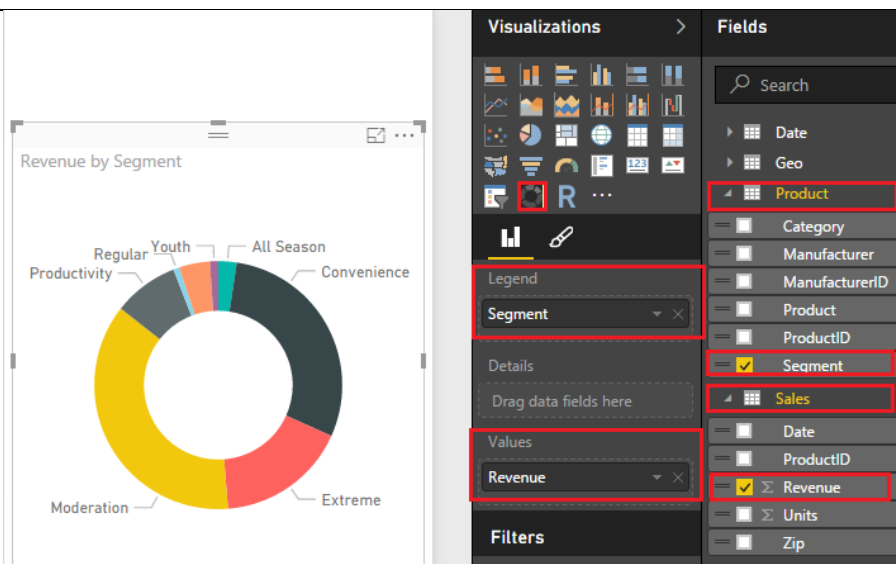 Revenue by Segment
Regular
Youth
All Season
Productivity
Convenience
Moderation
Extreme
Visualizations
123
R
Legend
Segment
Details
Drag data fields here
Values
Revenue
Filters
Fields
Search
Date
Geo
Product
Category
Manufacturer
ManufacturerID
Product
ProductID
Segment
Sales
Date
ProductID
Σ Revenue
Σ Units
Zip